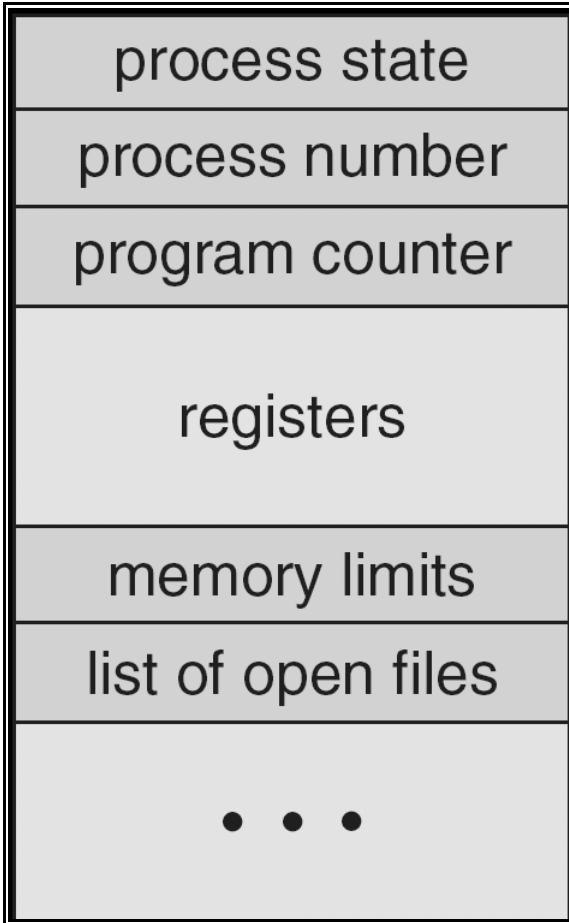 process state
process number
program counter
registers
memory limits
list of open files
• • •